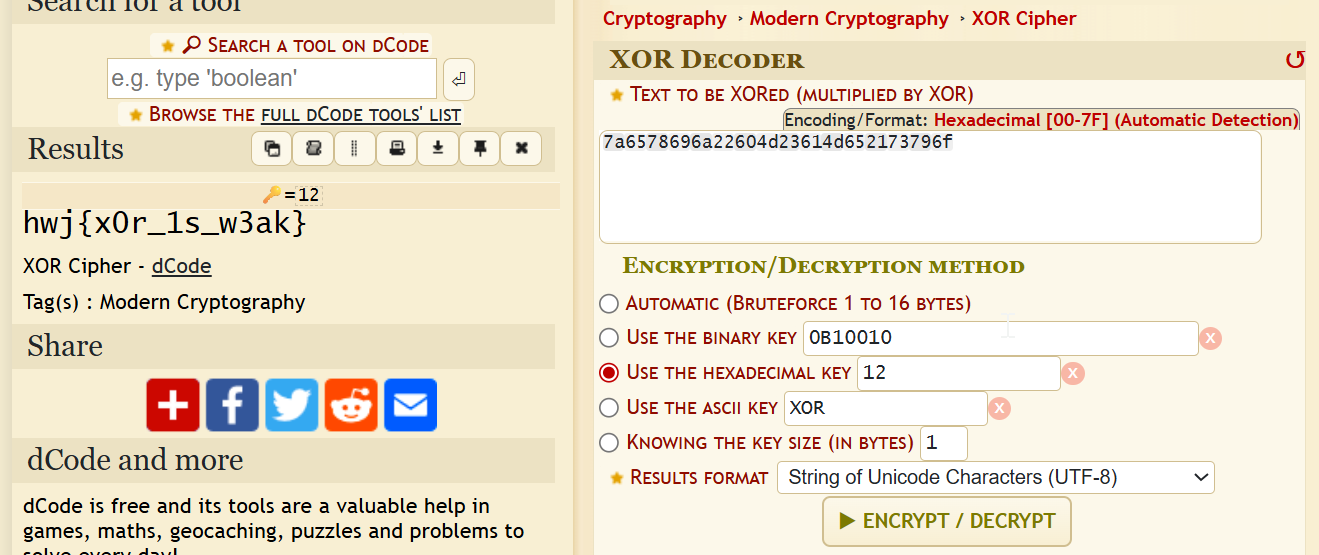 Search for a tool
SEARCH A TOOL ON DCODE
e.g. type 'boolean'
BROWSE THE FULL DCODE TOOLS' LIST
Results
=12
hwj{x0r_1s_w3ak}
XOR Cipher - dCode
Tag(s) : Modern Cryptography
Share
dCode and more
dCode is free and its tools are a valuable help in
games, maths, geocaching, puzzles and problems to
solve every day!
Cryptography › Modern Cryptography › XOR Cipher
XOR DECODER
TEXT TO BE XORED (MULTIPLIED BY XOR)
Encoding/Format: Hexadecimal [00-7F] (Automatic Detection)
7a6578696a22604d23614d652173796f
ENCRYPTION/DECRYPTION METHOD
AUTOMATIC (BRUTEFORCE 1 TO 16 BYTES)
USE THE BINARY KEY 0B10010 X
USE THE HEXADECIMAL KEY 12 X
USE THE ASCII KEY XOR X
KNOWING THE KEY SIZE (IN BYTES) 1
RESULTS FORMAT String of Unicode Characters (UTF-8)
▶ ENCRYPT / DECRYPT